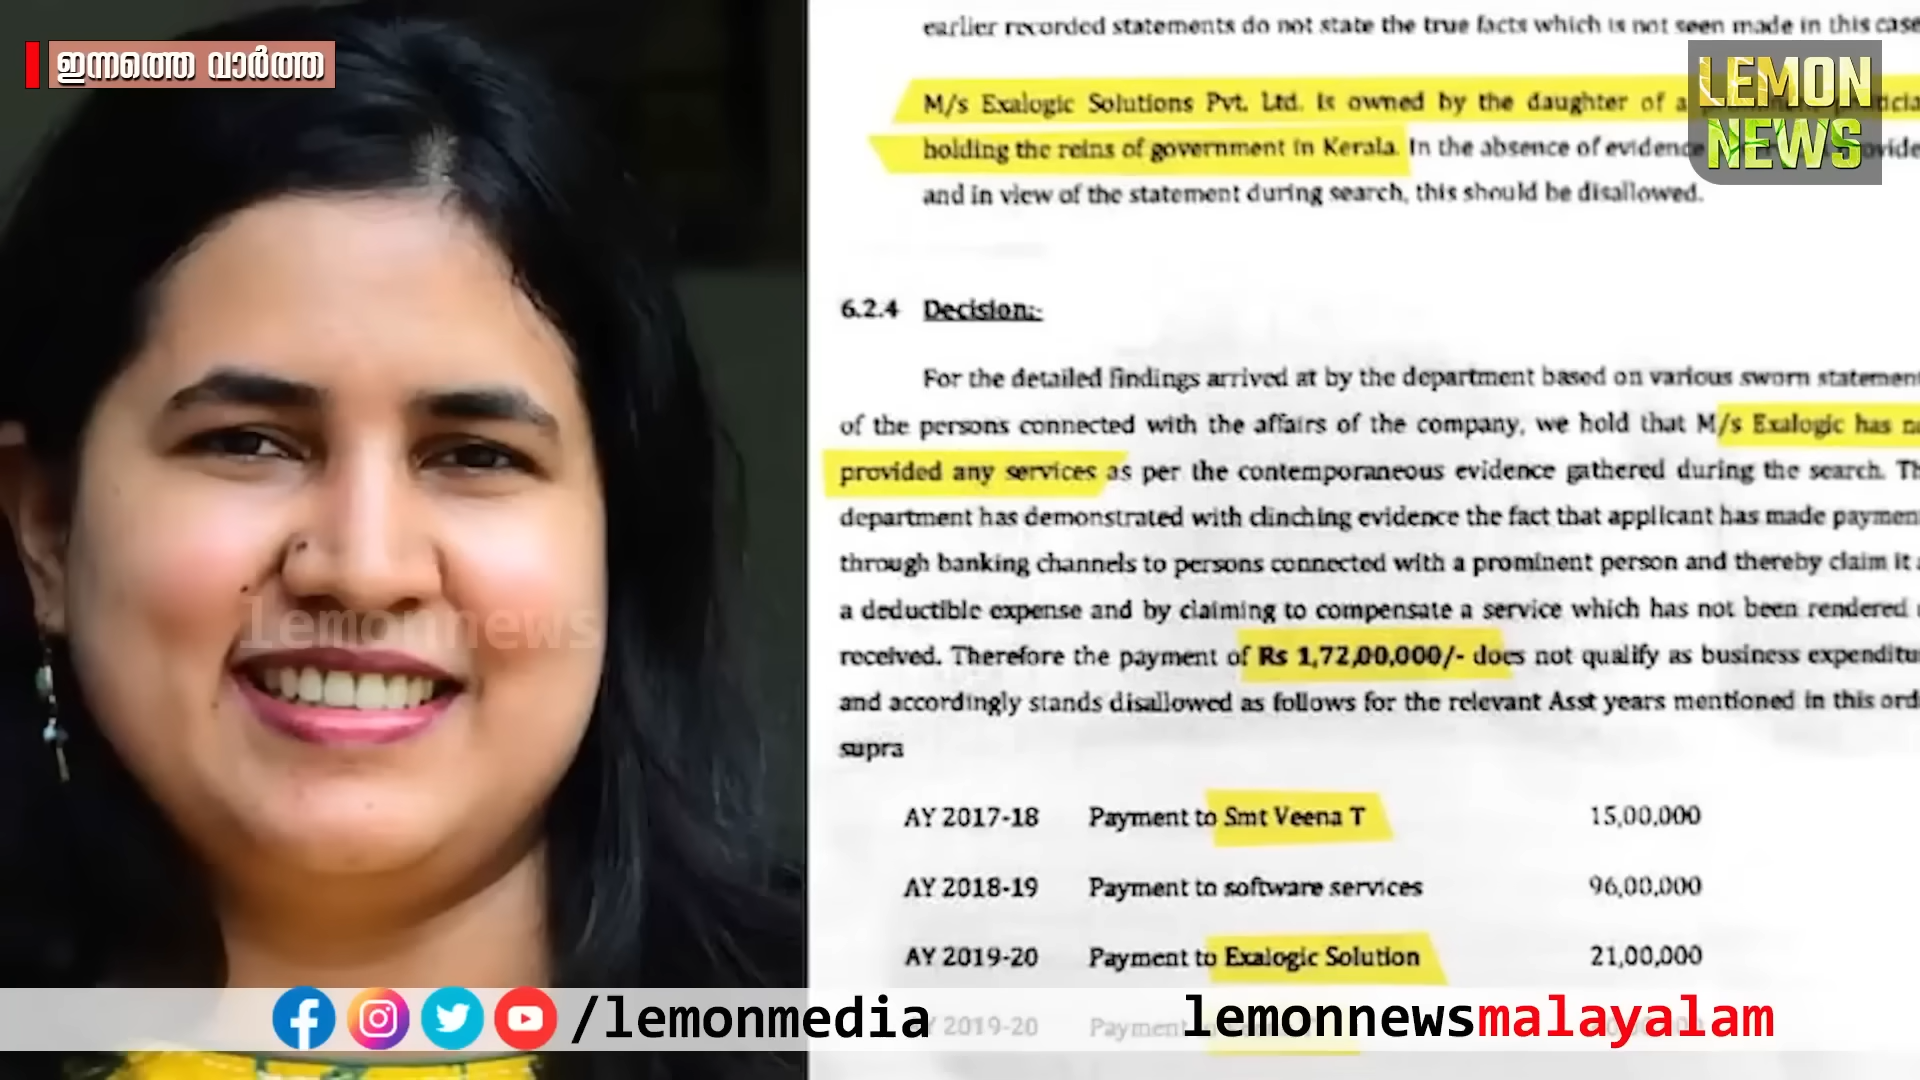 ഇന്നത്തെ വാർത്ത
LEMON
NEWS
earlier recorded statements do not state the true facts which is not seen made in this case
M/s Exalogic Solutions Pvt. Ltd. is owned by the daughter of a
holding the reins of government in Kerala. In the absence of evidence
and in view of the statement during search, this should be disallowed.
6.2.4 Decision:-
For the detailed findings arrived at by the department based on various sworn statement
of the persons connected with the affairs of the company, we hold that M/s Exalogic has
provided any services as per the contemporaneous evidence gathered during the search.
department has demonstrated with clinching evidence the fact that applicant has made
through banking channels to persons connected with a prominent person and thereby claim it
a deductible expense and by claiming to compensate a service which has not been rendered
received. Therefore the payment of Rs 1,72,00,000/- does not qualify as business
and accordingly stands disallowed as follows for the relevant Asst years mentioned in this
supra
AY 2017-18 Payment to Smt Veena T 15,00,000
AY 2018-19 Payment to software services 96,00,000
AY 2019-20 Payment to Exalogic Solution 21,00,000
2019-20 Payment
lemonnews
/lemonmedia
lemonnewsmalayalam